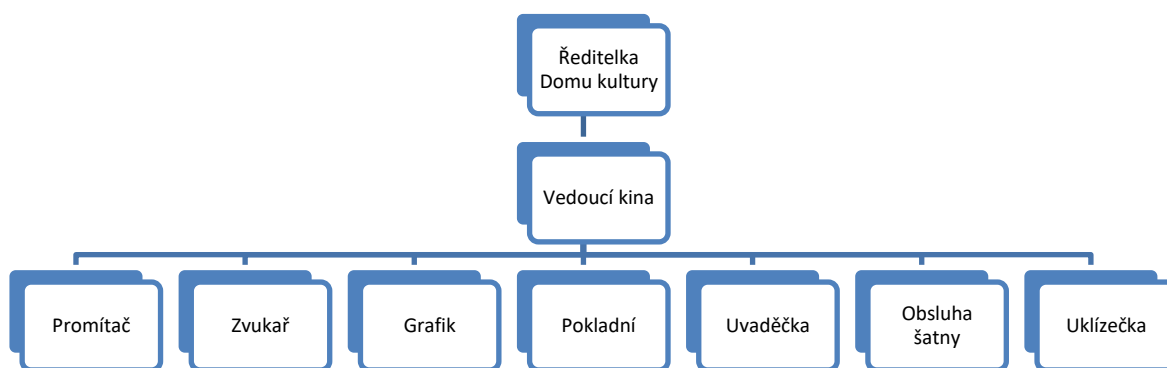 Ředitelka
Domu kultury
Vedoucí kina
Promítač
Zvukař
Grafik
Pokladní
Uvaděčka
Obsluha
šatny
Uklízečka